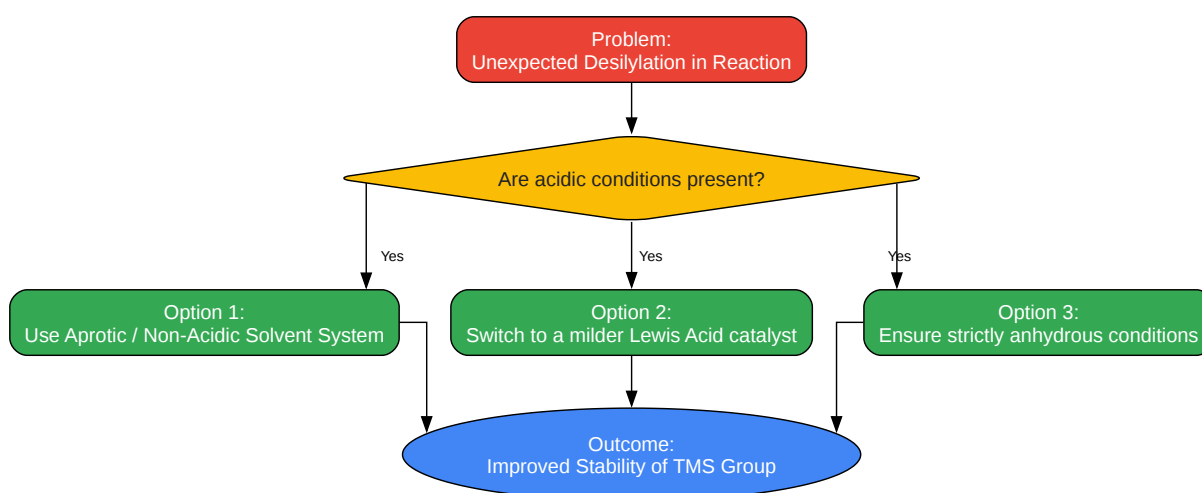 Problem:
Unexpected Desilylation in Reaction
Are acidic conditions present?
Yes
Yes
Yes
Option 1:
Use Aprotic / Non-Acidic Solvent System
Option 2:
Switch to a milder Lewis Acid catalyst
Option 3:
Ensure strictly anhydrous conditions
Outcome:
Improved Stability of TMS Group